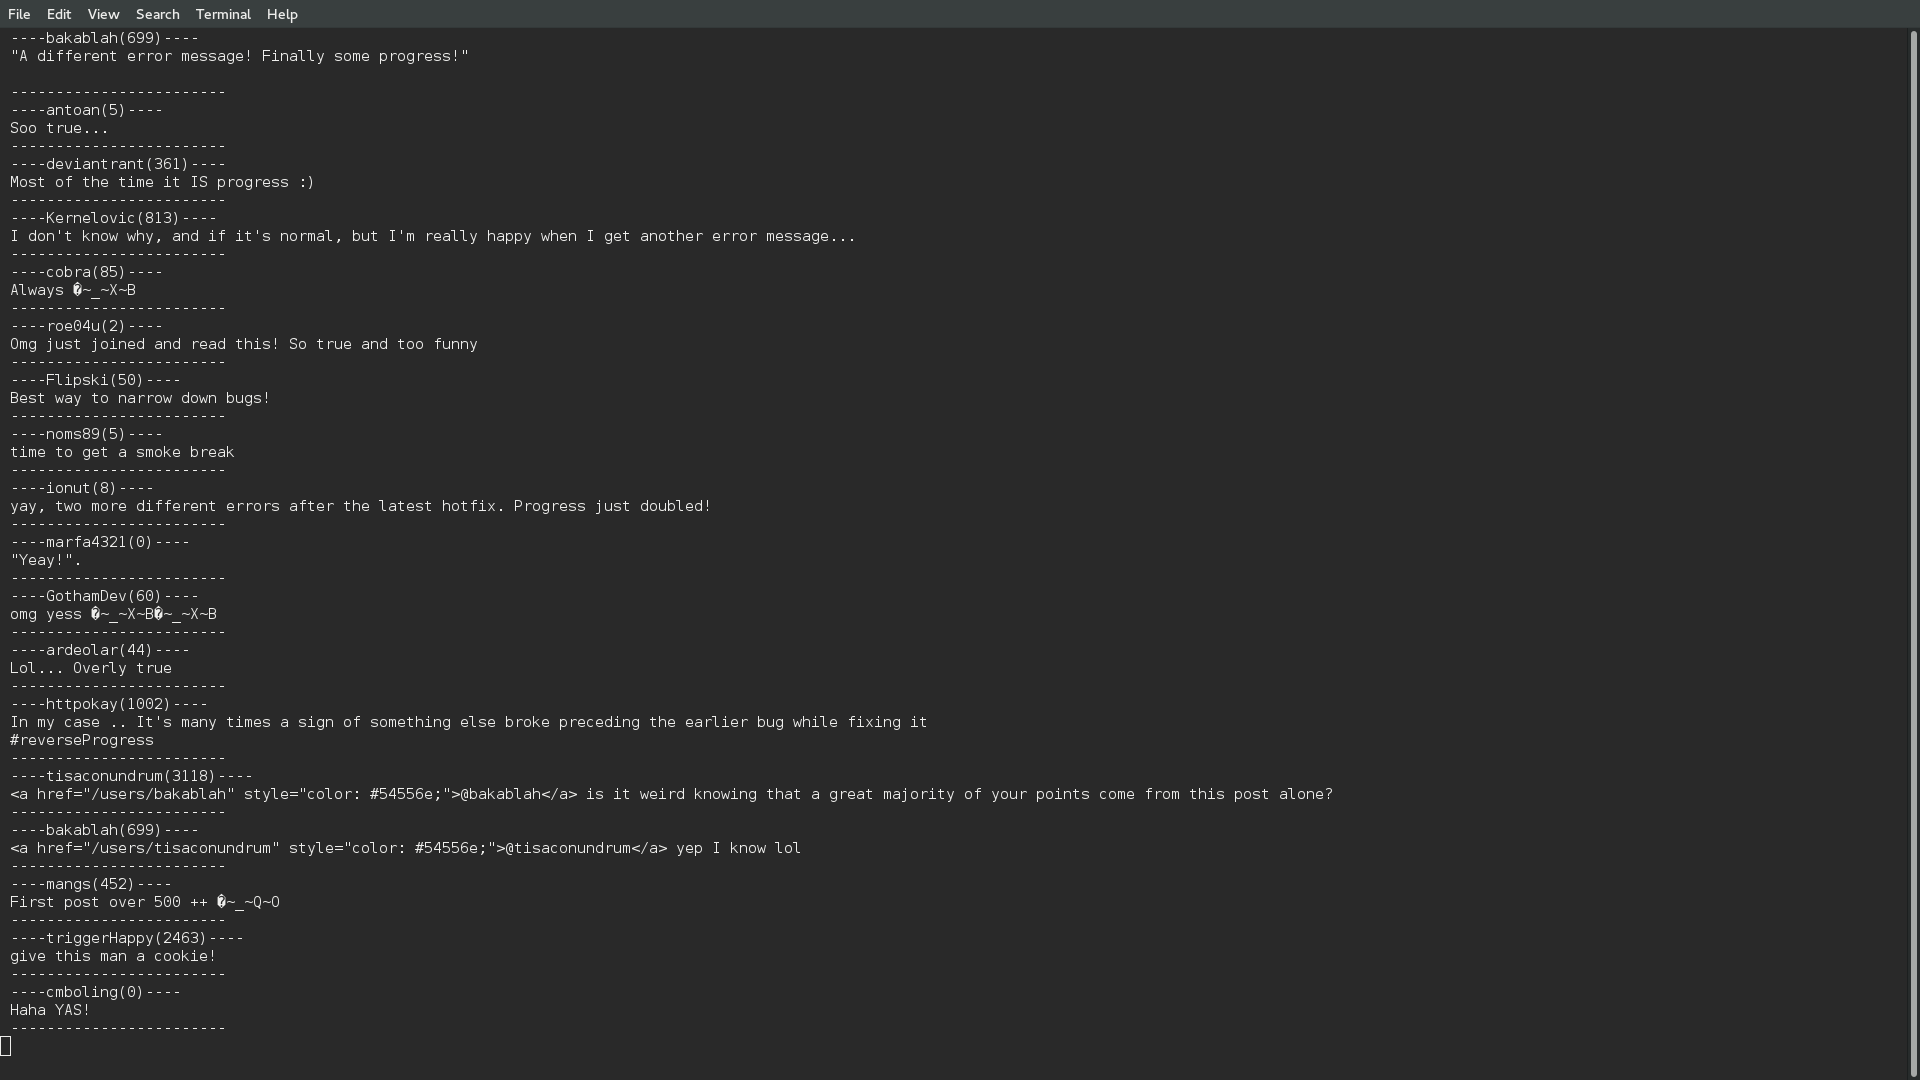 File Edit View Search Terminal Help
----bakablah(699)----
"A different error message! Finally some progress!"
------------------------
----antoan(5)----
Soo true...
------------------------
----deviantrant(361)----
Most of the time it IS progress :)
------------------------
----Kernelovic(813)----
I don't know why, and if it's normal, but I'm really happy when I get another error message...
------------------------
----cobra(85)----
Always �~_~X~B
------------------------
----roe04u(2)----
Omg just joined and read this! So true and too funny
------------------------
----Flipski(50)----
Best way to narrow down bugs!
------------------------
----noms89(5)----
time to get a smoke break
------------------------
----ionut(8)----
yay, two more different errors after the latest hotfix. Progress just doubled!
------------------------
----marfa4321(0)----
"Yeay!".
------------------------
----GothamDev(60)----
omg yess �~_~X~B�~_~X~B
------------------------
----ardeolar(44)----
Lol... Overly true
------------------------
----httpokay(1002)----
In my case .. It's many times a sign of something else broke preceding the earlier bug while fixing it
#reverseProgress
------------------------
----tisaconundrum(3118)----
<a href="/users/bakablah" style="color: #54556e;">@bakablah</a> is it weird knowing that a great majority of your points come from this post alone?
------------------------
----bakablah(699)----
<a href="/users/tisaconundrum" style="color: #54556e;">@tisaconundrum</a> yep I know lol
------------------------
----mangs(452)----
First post over 500 ++ �~_~Q~O
------------------------
----triggerHappy(2463)----
give this man a cookie!
------------------------
----cmboling(0)----
Haha YAS!
------------------------